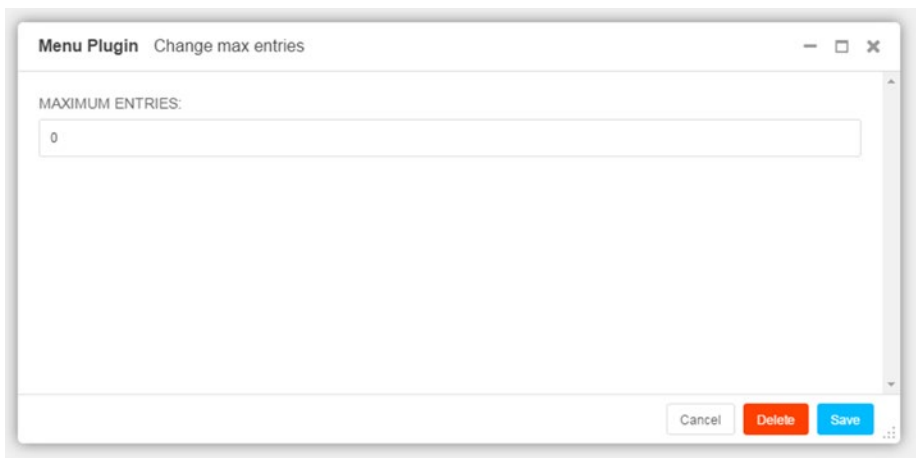 Menu Plugin Change max entries
MAXIMUM ENTRIES:
0
Cancel Delete Save